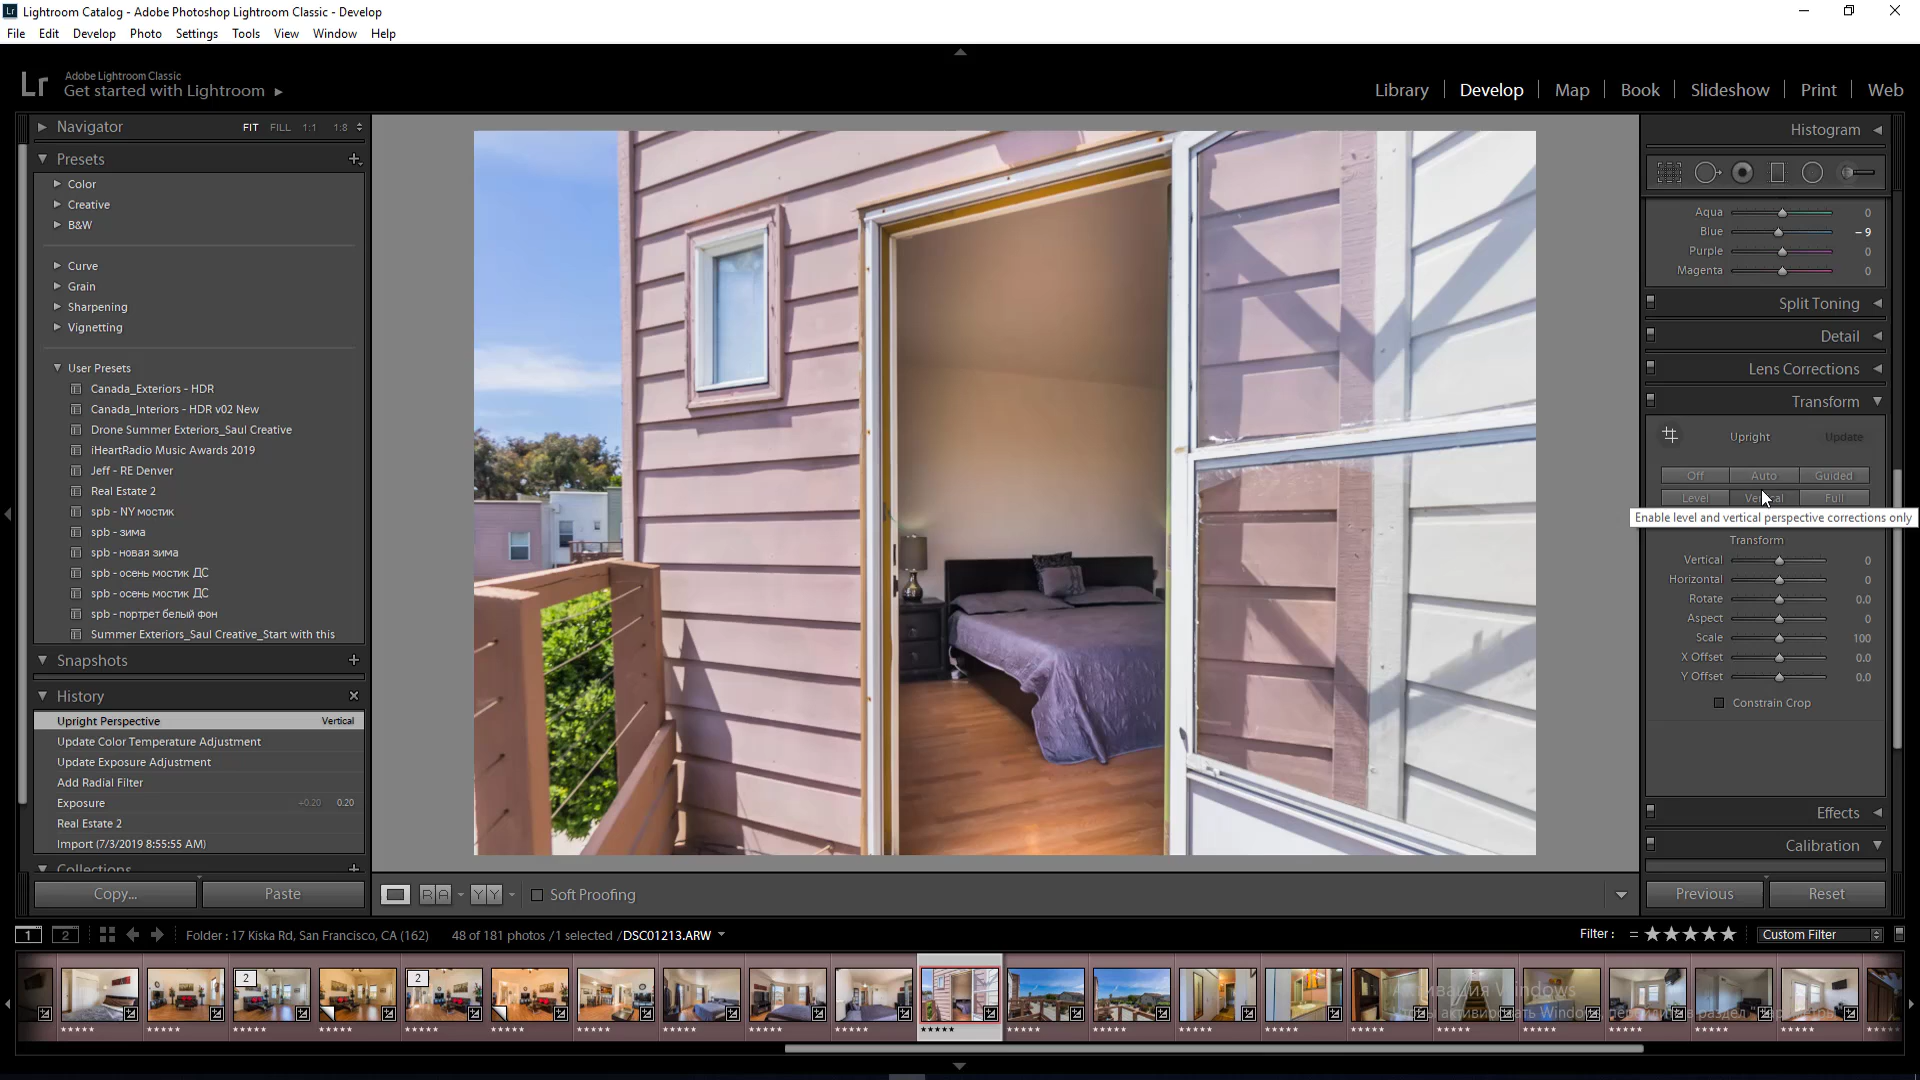 Lightroom Catalog - Adobe Photoshop Lightroom Classic - Develop
File Edit Develop Photo Settings Tools View Window Help
Lr
Adobe Lightroom Classic
Get started with Lightroom
Library Develop Map Book Slideshow Print Web
Navigator FIT FILL 1:1 1:8
Presets
Color
Creative
B&W
Curve
Grain
Sharpening
Vignetting
User Presets
Canada_Exteriors - HDR
Canada_Interiors - HDR v02 New
Drone Summer Exteriors_Saul Creative
iHeartRadio Music Awards 2019
Jeff - RE Denver
Real Estate 2
spb - NY мостик
spb - зима
spb - новая зима
spb - осень мостик ДС
spb - осень мостик ДС
spb - портрет белый фон
Summer Exteriors_Saul Creative_Start with this
Snapshots
History
Upright Perspective Vertical
Update Color Temperature Adjustment
Update Exposure Adjustment
Add Radial Filter
Exposure +0.20 0.20
Real Estate 2
Import (7/3/2019 8:55:55 AM)
Collections
Copy... Paste
Soft Proofing
Histogram
Aqua 0
Blue – 9
Purple 0
Magenta 0
Split Toning
Detail
Lens Corrections
Transform
Upright Update
Off Auto Guided
Level Vertical Full
Enable level and vertical perspective corrections only
Transform
Vertical 0
Horizontal 0
Rotate 0.0
Aspect 0
Scale 100
X Offset 0.0
Y Offset 0.0
Constrain Crop
Effects
Calibration
Previous Reset
1 2 Folder : 17 Kiska Rd, San Francisco, CA (162) 48 of 181 photos /1 selected /DSC01213.ARW Filter : Custom Filter
2 2
Активация Windows
Чтобы активировать Windows, перейдите в раздел "Параметры".